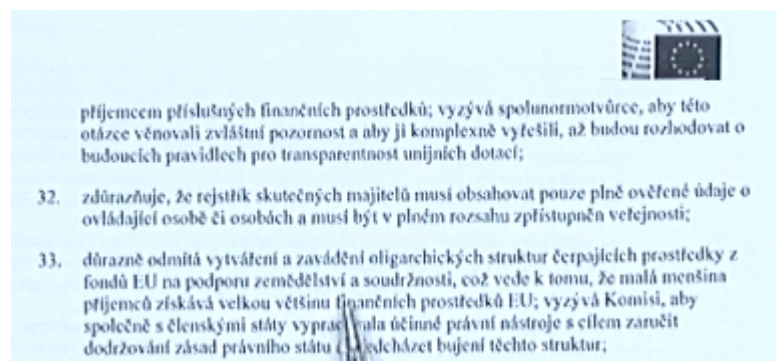 příjemcem příslušných finančních prostředků; vyzývá spolunormotvůrce, aby této
otázce věnovali zvláštní pozornost a aby ji komplexně vyřešili, až budou rozhodovat o
budoucích pravidlech pro transparentnost unijních dotací;
32. zdůrazňuje, že rejstřík skutečných majitelů musí obsahovat pouze plně ověřené údaje o
ovládající osobě či osobách a musí být v plném rozsahu zpřístupněn veřejnosti;
33. důrazně odmítá vytváření a zavádění oligarchických struktur čerpajících prostředky z
fondů EU na podporu zemědělství a soudržnosti, což vede k tomu, že malá menšina
příjemců získává velkou většinu finančních prostředků EU; vyzývá Komisi, aby
společně s členskými státy účinné právní nástroje s cílem zaručit
dodržování zásad právního státu bujení těchto struktur;